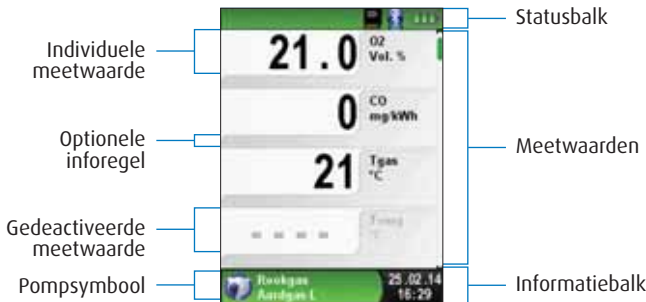 Statusbalk
Individuele
meetwaarde
21.0
O2
Vol. %
0
CO
mg/kWh
Optionele
inforegel
Meetwaarden
21
Tgas
°C
Gedeactiveerde
meetwaarde
- - - -
°C
Pompsymbool
Rookgas
Aardgas L
25.02.14
16:29
Informatiebalk